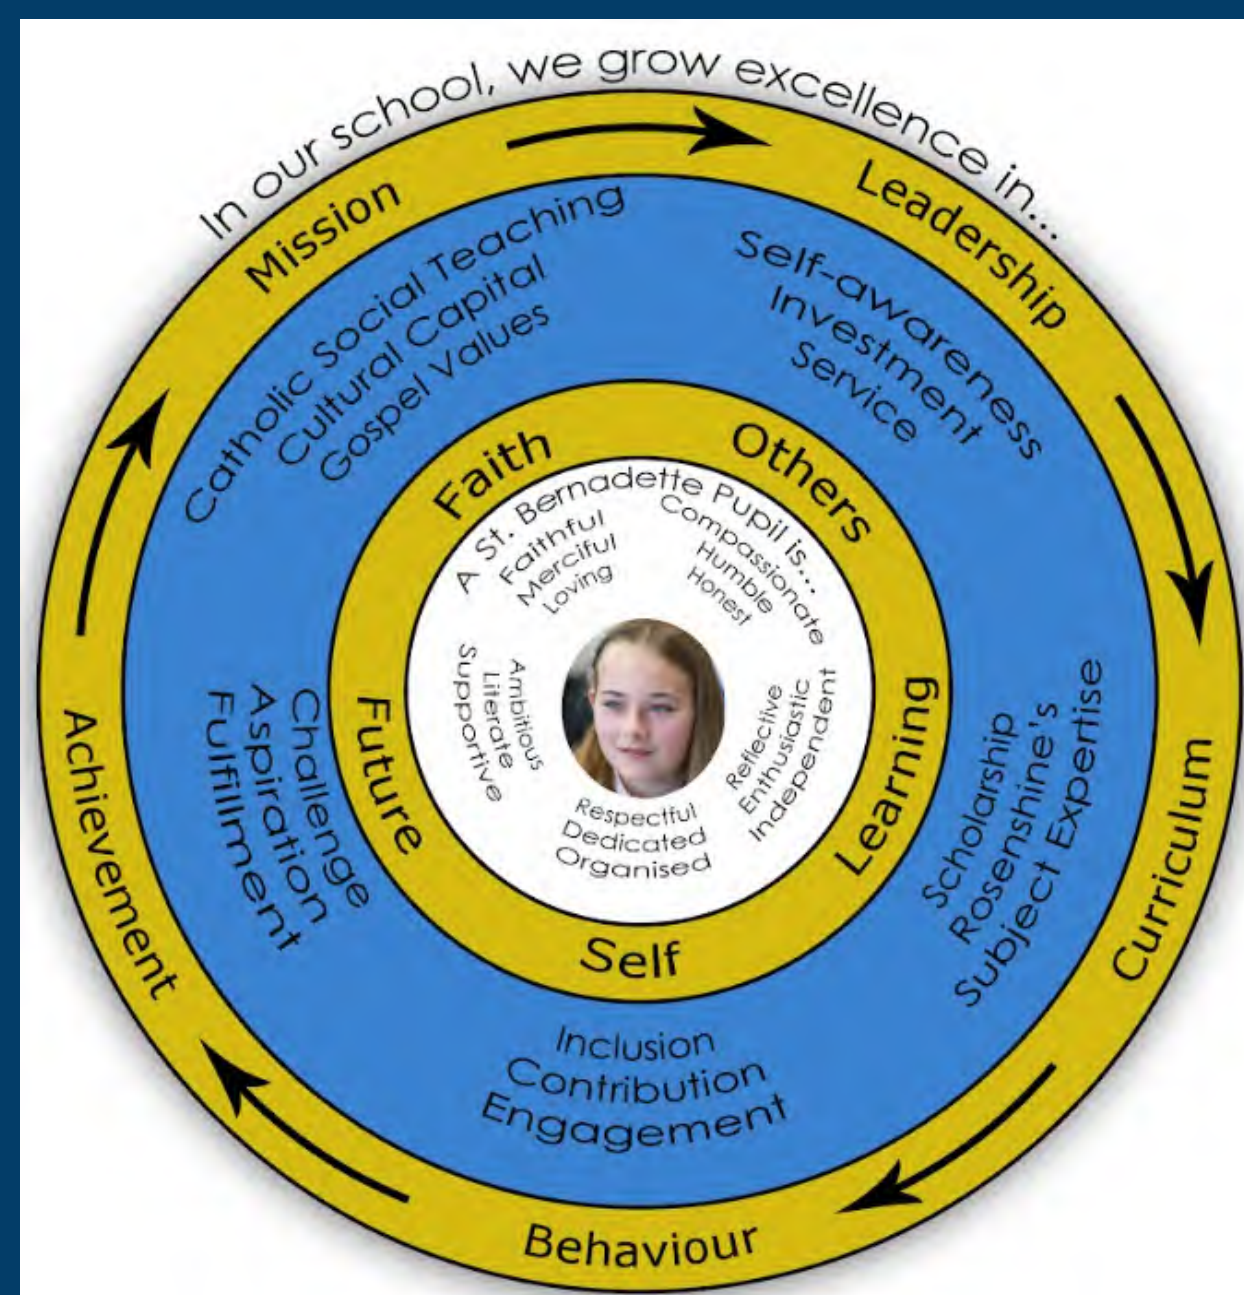 In our school, we grow excellence in...
Mission
Leadership
Curriculum
Behaviour
Achievement
Catholic Social Teaching
Cultural Capital
Gospel Values
Self-awareness
Investment
Service
Scholarship
Rosenshine's
Subject Expertise
Inclusion
Contribution
Engagement
Challenge
Aspiration
Fulfillment
Faith
Others
Learning
Self
Future
A St. Bernadette Pupil is...
Faithful
Merciful
Loving
Compassionate
Humble
Honest
Reflective
Enthusiastic
Independent
Respectful
Dedicated
Organised
Ambitious
Literate
Supportive